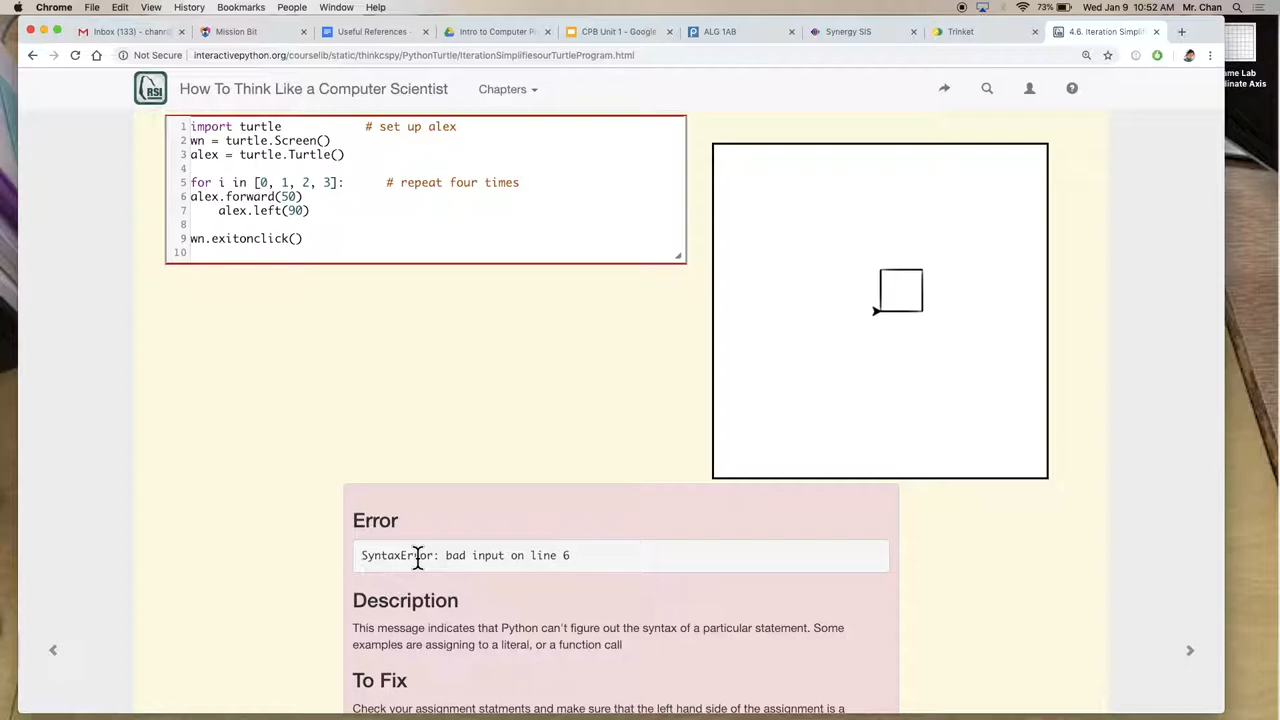 Chrome File Edit View History Bookmarks People Window Help 73% Wed Jan 9 10:52 AM Mr. Chan
Inbox (133) - chan Mission Bit Useful References Intro to Computer CPB Unit 1 - Google ALG 1AB Synergy SIS Trinket 4.6. Iteration Simplif
Not Secure interactivepython.org/courselib/static/thinkcspy/PythonTurtle/IterationSimplifiesourTurtleProgram.html
ame Lab
dinate Axis
RSI How To Think Like a Computer Scientist Chapters
1 import turtle # set up alex
2 wn = turtle.Screen()
3 alex = turtle.Turtle()
4
5 for i in [0, 1, 2, 3]: # repeat four times
6 alex.forward(50)
7 alex.left(90)
8
9 wn.exitonclick()
10
Error
SyntaxError: bad input on line 6
Description
This message indicates that Python can't figure out the syntax of a particular statement. Some
examples are assigning to a literal, or a function call
To Fix
Check your assignment statments and make sure that the left hand side of the assignment is a